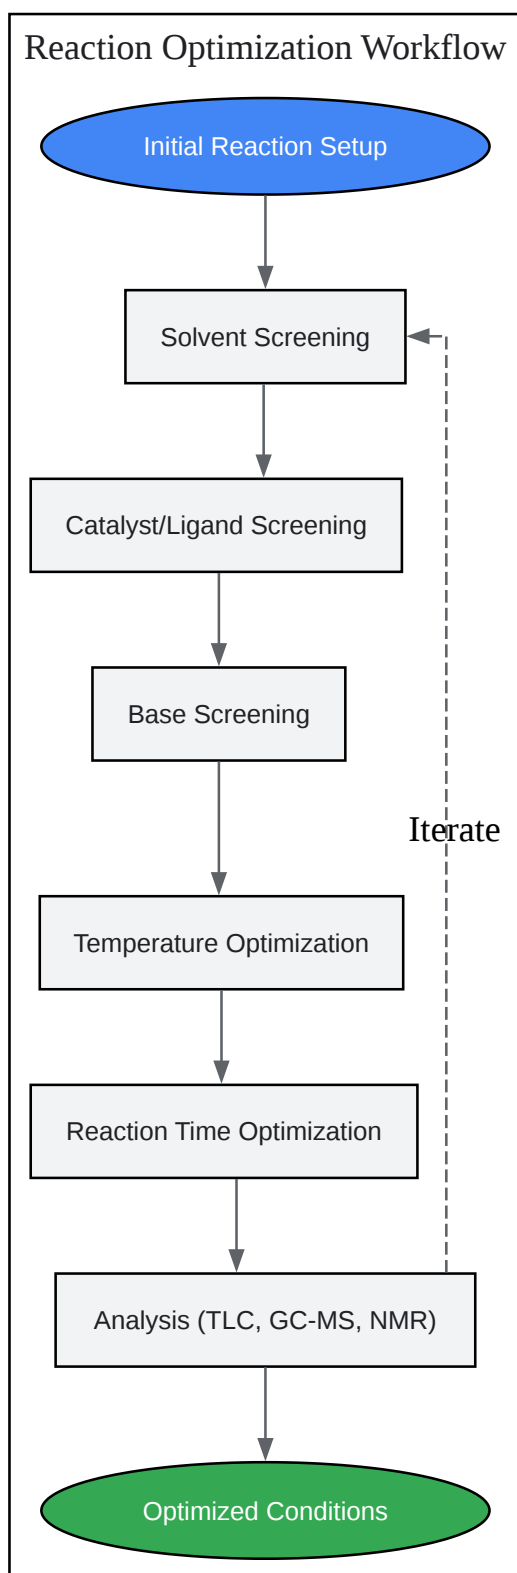 Reaction Optimization Workflow
Initial Reaction Setup
Solvent Screening
Catalyst/Ligand Screening
Base Screening
Iterate
Temperature Optimization
Reaction Time Optimization
Analysis (TLC, GC-MS, NMR)
Optimized Conditions